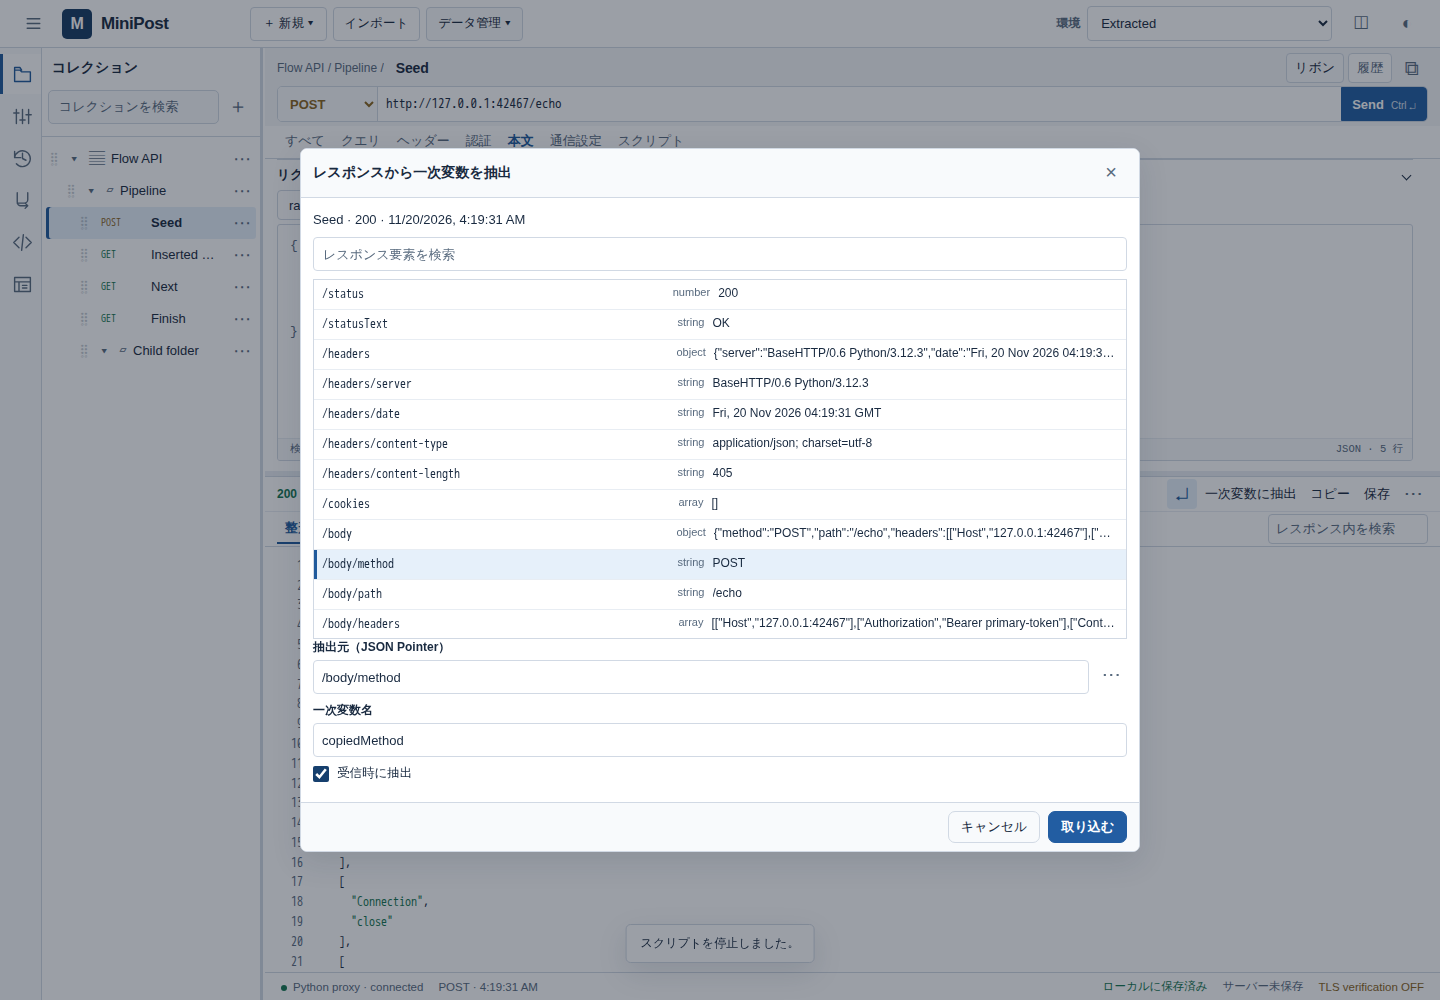 M MiniPost
＋ 新規 ▾ インポート データ管理 ▾
環境 Extracted
コレクション
コレクションを検索 +
Flow API ···
Pipeline ···
POST Seed ···
GET Inserted ... ···
GET Next ···
GET Finish ···
Child folder ···
Flow API / Pipeline / Seed
リボン 履歴
POST http://127.0.0.1:42467/echo Send Ctrl
すべて クエリ ヘッダー 認証 本文 通信設定 スクリプト
レスポンスから一次変数を抽出 ×
Seed · 200 · 11/20/2026, 4:19:31 AM
レスポンス要素を検索
/status number 200
/statusText string OK
/headers object {"server":"BaseHTTP/0.6 Python/3.12.3","date":"Fri, 20 Nov 2026 04:19:3...
/headers/server string BaseHTTP/0.6 Python/3.12.3
/headers/date string Fri, 20 Nov 2026 04:19:31 GMT
/headers/content-type string application/json; charset=utf-8
/headers/content-length string 405
/cookies array []
/body object {"method":"POST","path":"/echo","headers":[["Host","127.0.0.1:42467"],["...
/body/method string POST
/body/path string /echo
/body/headers array [["Host","127.0.0.1:42467"],["Authorization","Bearer primary-token"],["Cont...
抽出元（JSON Pointer）
/body/method ···
一次変数名
copiedMethod
受信時に抽出
キャンセル 取り込む
{
}
JSON · 5 行
200
一次変数に抽出 コピー 保存 ···
レスポンス内を検索
16 ],
17 [
18 "Connection",
19 "close"
20 ],
21 [
スクリプトを停止しました。
Python proxy · connected POST · 4:19:31 AM
ローカルに保存済み サーバー未保存 TLS verification OFF